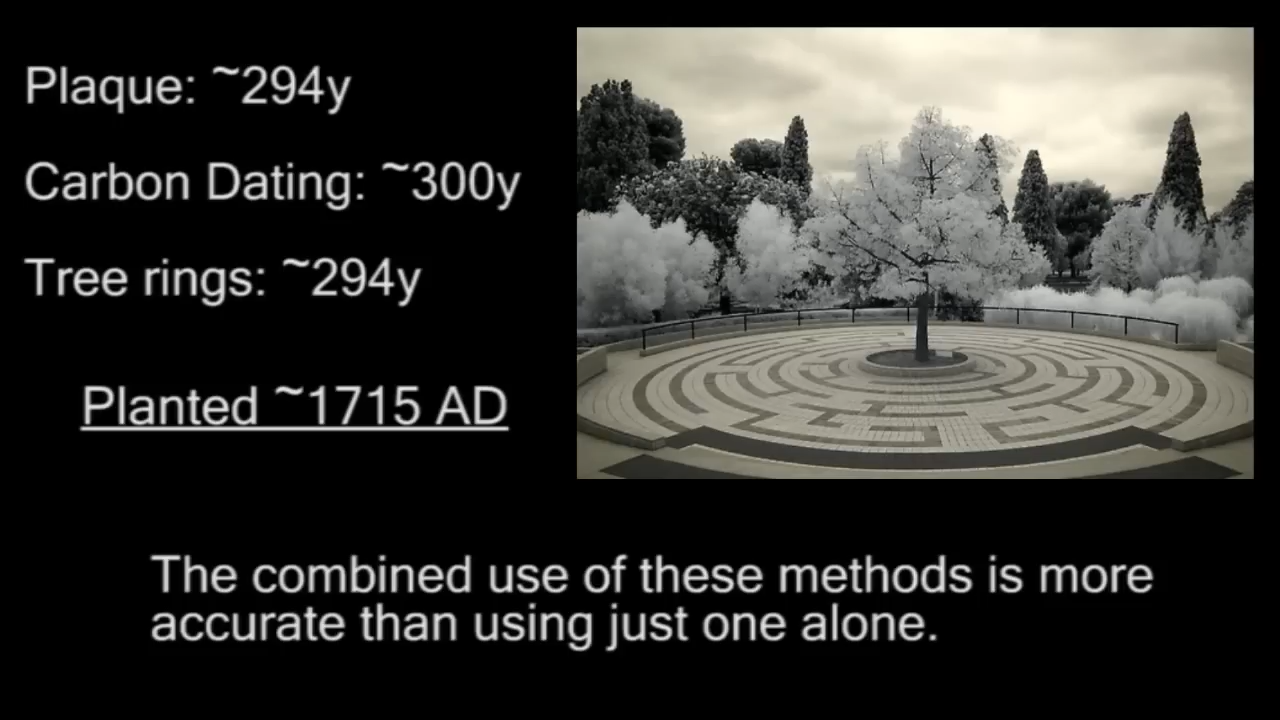 Plaque: ~294y
Carbon Dating: ~300y
Tree rings: ~294y
Planted ~1715 AD
The combined use of these methods is more
accurate than using just one alone.